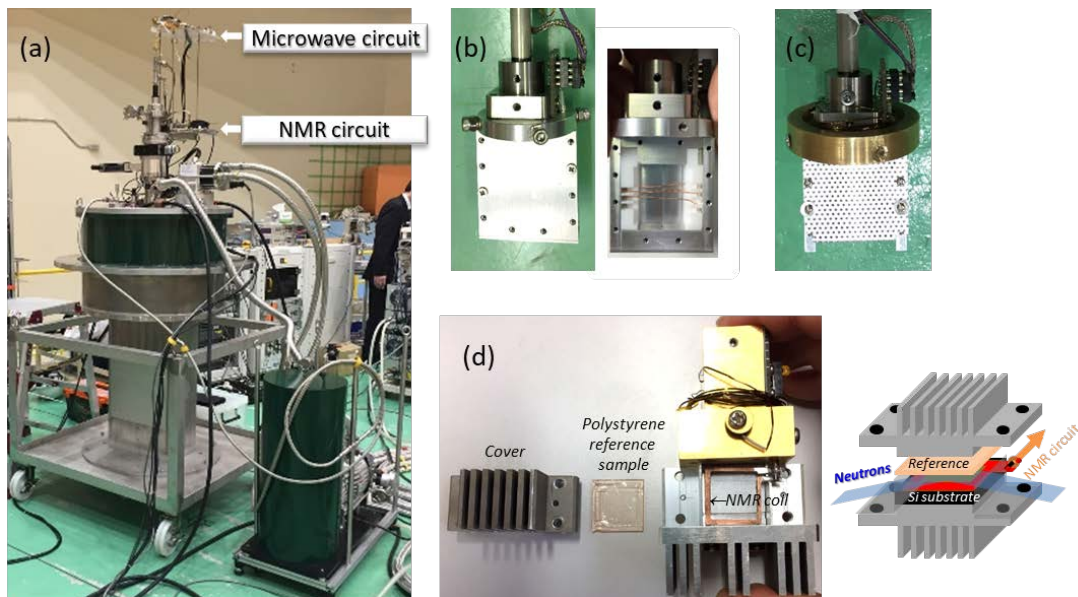 (a)
Microwave circuit
NMR circuit
(b)
(c)
(d)
Cover
Polystyrene
reference
sample
←NMR coil
Neutrons
Reference
Si substrate
NMR circuit